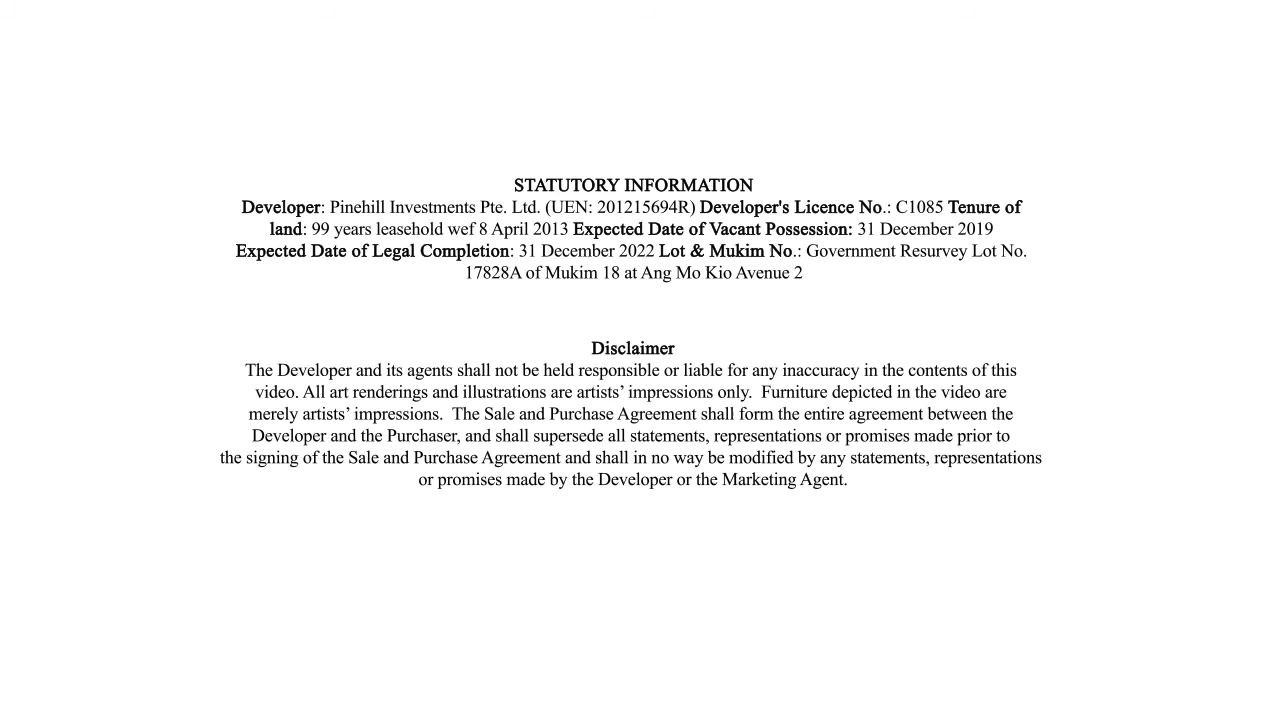 STATUTORY INFORMATION
Developer: Pinehill Investments Pte. Ltd. (UEN: 201215694R) Developer's Licence No.: C1085 Tenure of
land: 99 years leasehold wef 8 April 2013 Expected Date of Vacant Possession: 31 December 2019
Expected Date of Legal Completion: 31 December 2022 Lot & Mukim No.: Government Resurvey Lot No.
17828A of Mukim 18 at Ang Mo Kio Avenue 2
Disclaimer
The Developer and its agents shall not be held responsible or liable for any inaccuracy in the contents of this
video. All art renderings and illustrations are artists’ impressions only.  Furniture depicted in the video are
merely artists’ impressions.  The Sale and Purchase Agreement shall form the entire agreement between the
Developer and the Purchaser, and shall supersede all statements, representations or promises made prior to
the signing of the Sale and Purchase Agreement and shall in no way be modified by any statements, representations
or promises made by the Developer or the Marketing Agent.